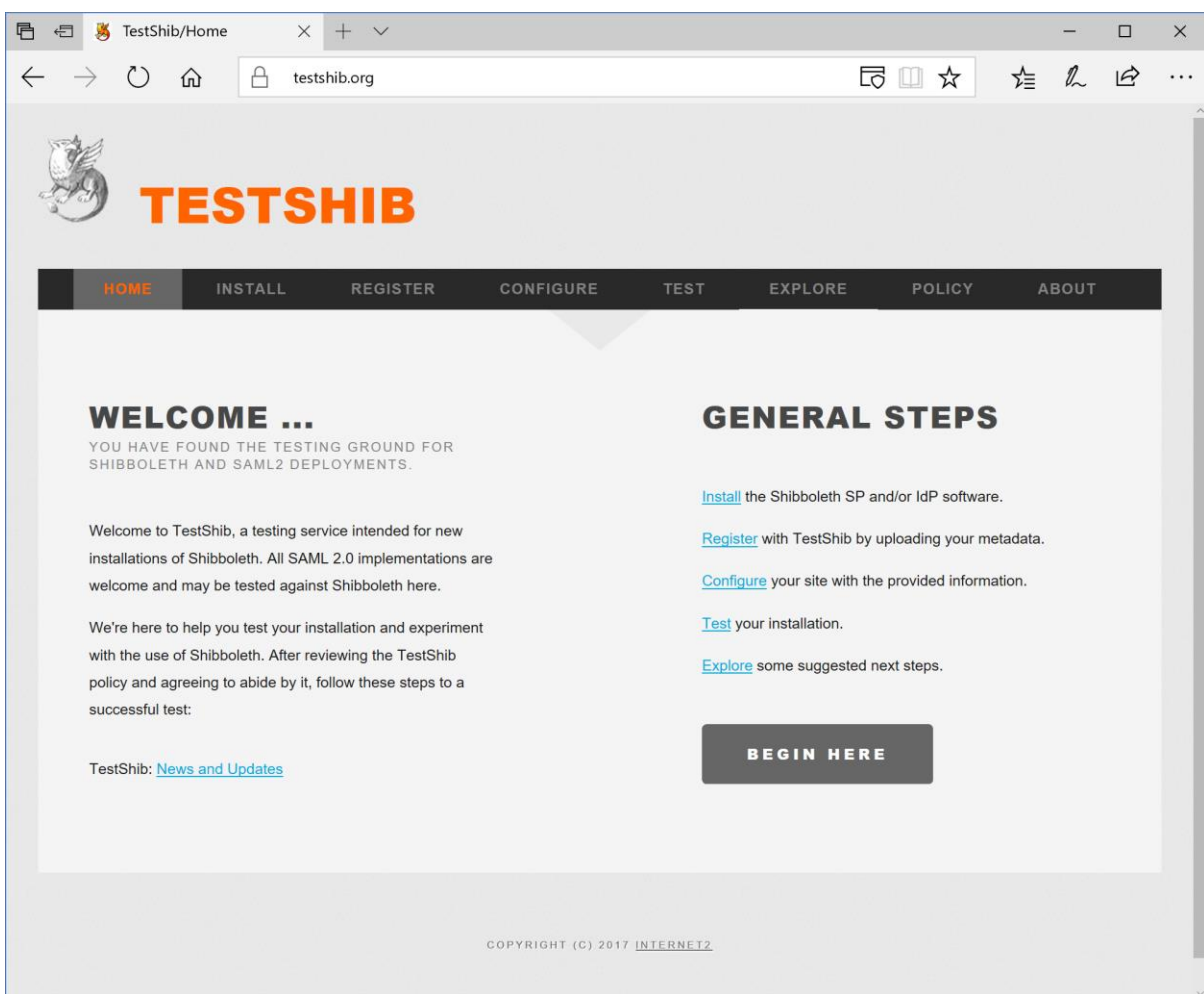 TestShib/Home
testshib.org
TESTSHIB
HOME INSTALL REGISTER CONFIGURE TEST EXPLORE POLICY ABOUT
WELCOME ...
YOU HAVE FOUND THE TESTING GROUND FOR
SHIBBOLETH AND SAML2 DEPLOYMENTS.
Welcome to TestShib, a testing service intended for new
installations of Shibboleth. All SAML 2.0 implementations are
welcome and may be tested against Shibboleth here.
We're here to help you test your installation and experiment
with the use of Shibboleth. After reviewing the TestShib
policy and agreeing to abide by it, follow these steps to a
successful test:
TestShib: News and Updates
GENERAL STEPS
Install the Shibboleth SP and/or IdP software.
Register with TestShib by uploading your metadata.
Configure your site with the provided information.
Test your installation.
Explore some suggested next steps.
BEGIN HERE
COPYRIGHT (C) 2017 INTERNET2